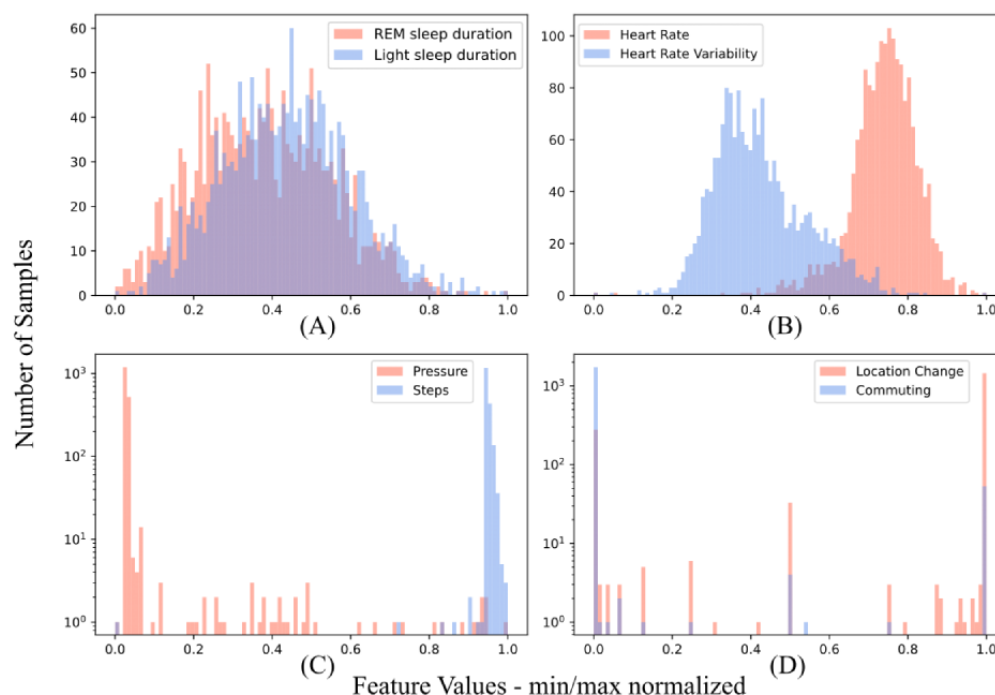 REM sleep duration
Light sleep duration
60
50
40
30
20
10
0
0.0 0.2 0.4 0.6 0.8 1.0
(A)
Heart Rate
Heart Rate Variability
100
80
60
40
20
0
0.0 0.2 0.4 0.6 0.8 1.0
(B)
Number of Samples
Pressure
Steps
10³
10²
10¹
10⁰
0.0 0.2 0.4 0.6 0.8 1.0
(C)
Location Change
Commuting
10³
10²
10¹
10⁰
0.0 0.2 0.4 0.6 0.8 1.0
(D)
Feature Values - min/max normalized